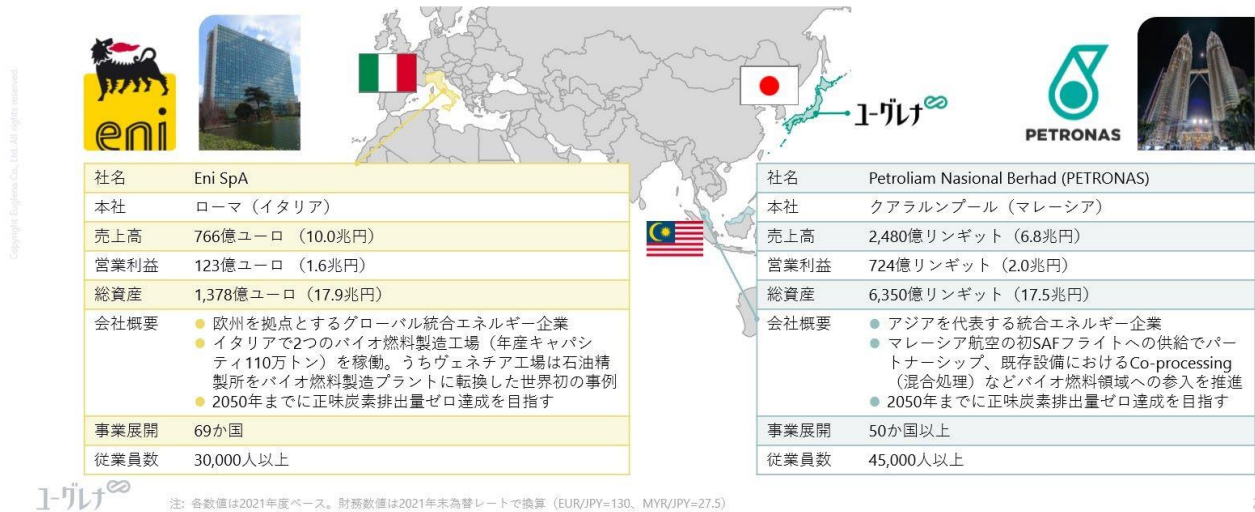 eni
ユーグレナ
PETRONAS
社名 Eni SpA
本社 ローマ（イタリア）
売上高 766億ユーロ （10.0兆円）
営業利益 123億ユーロ （1.6兆円）
総資産 1,378億ユーロ（17.9兆円）
会社概要 ● 欧州を拠点とするグローバル統合エネルギー企業
● イタリアで2つのバイオ燃料製造工場（年産キャパシ
ティ110万トン）を稼働。うちヴェネチア工場は石油精
製所をバイオ燃料製造プラントに転換した世界初の事例
● 2050年までに正味炭素排出量ゼロ達成を目指す
事業展開 69か国
従業員数 30,000人以上
社名 Petroliam Nasional Berhad (PETRONAS)
本社 クアラルンプール（マレーシア）
売上高 2,480億リンギット（6.8兆円）
営業利益 724億リンギット（2.0兆円）
総資産 6,350億リンギット（17.5兆円）
会社概要 ● アジアを代表する統合エネルギー企業
● マレーシア航空の初SAFフライトへの供給でパー
トナーシップ、既存設備におけるCo-processing
（混合処理）などバイオ燃料領域への参入を推進
● 2050年までに正味炭素排出量ゼロ達成を目指す
事業展開 50か国以上
従業員数 45,000人以上
ユーグレナ
注: 各数値は2021年度ベース。財務数値は2021年末為替レートで換算（EUR/JPY=130、MYR/JPY=27.5）
Copyright Euglena Co., Ltd. All rights reserved.